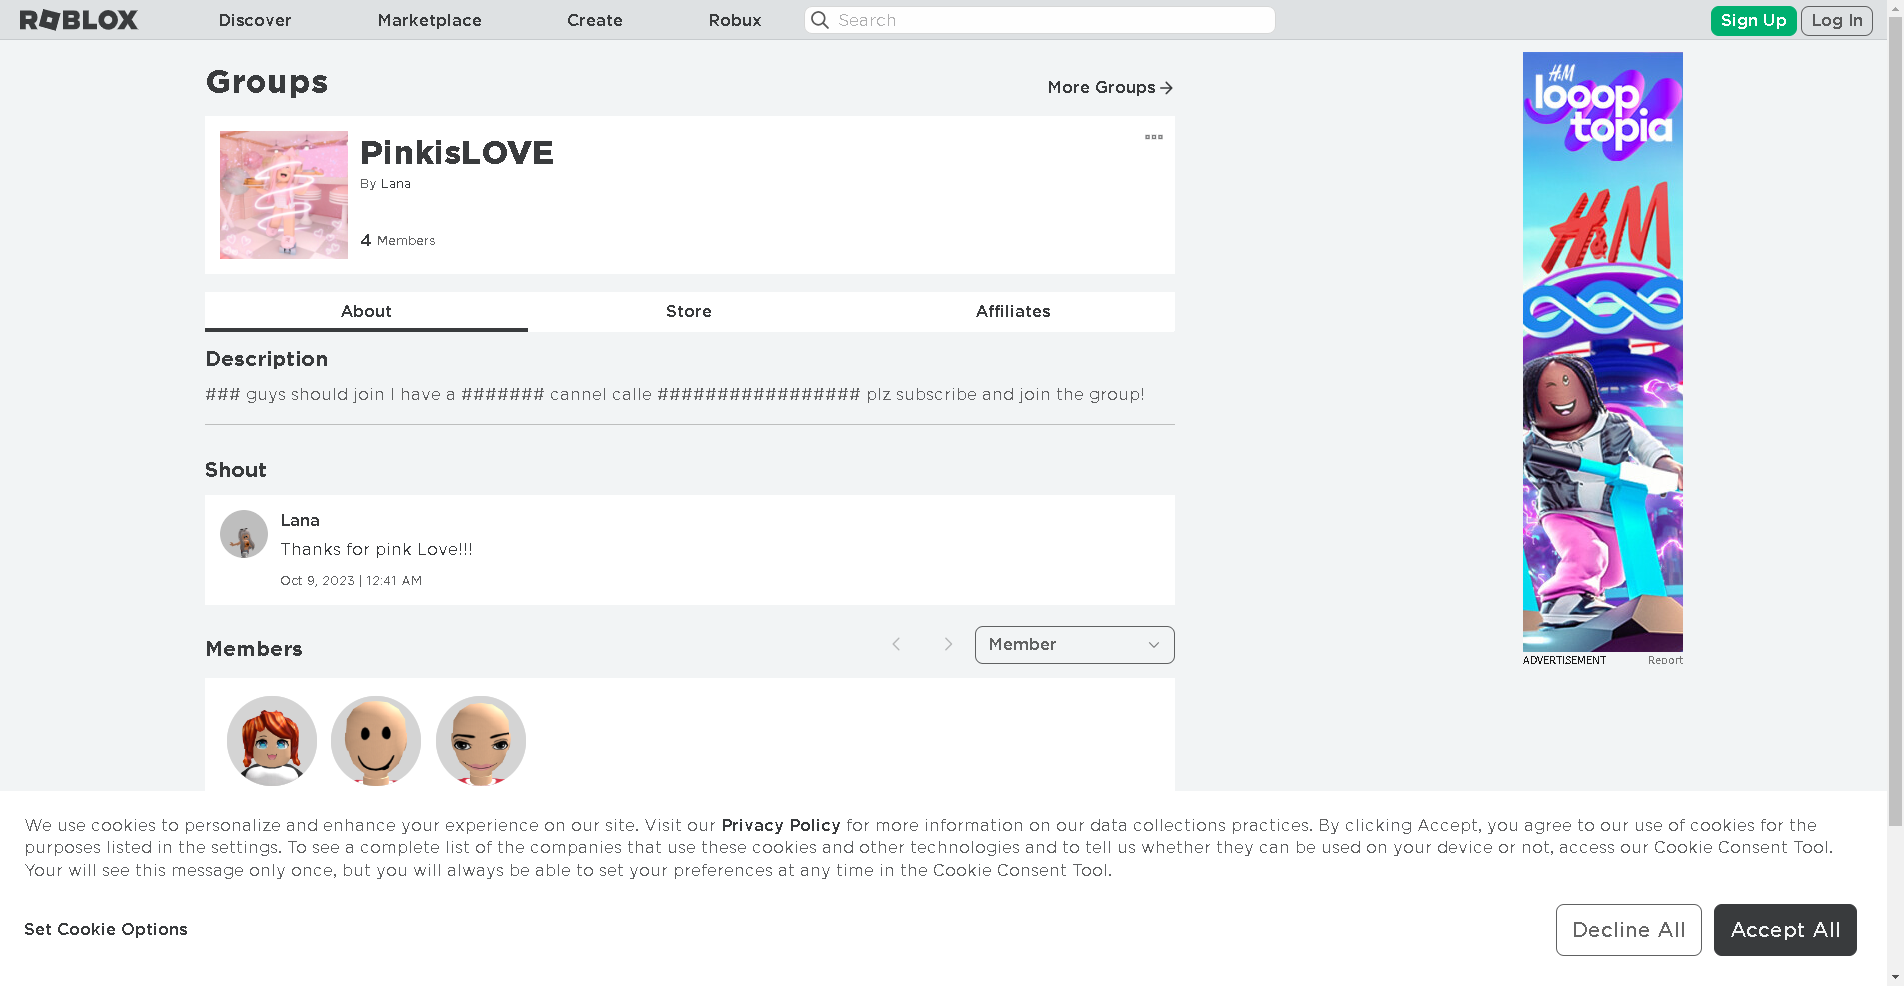 ROBLOX Discover Marketplace Create Robux Search Sign Up Log In
Groups
More Groups
PinkisLOVE
By Lana
4 Members
About Store Affiliates
Description
### guys should join I have a ####### cannel calle ################# plz subscribe and join the group!
Shout
Lana
Thanks for pink Love!!!
Oct 9, 2023 | 12:41 AM
Members
Member
H&M
looop
topia
H&M
ADVERTISEMENT Report
We use cookies to personalize and enhance your experience on our site. Visit our Privacy Policy for more information on our data collections practices. By clicking Accept, you agree to our use of cookies for the
purposes listed in the settings. To see a complete list of the companies that use these cookies and other technologies and to tell us whether they can be used on your device or not, access our Cookie Consent Tool.
Your will see this message only once, but you will always be able to set your preferences at any time in the Cookie Consent Tool.
Set Cookie Options
Decline All
Accept All